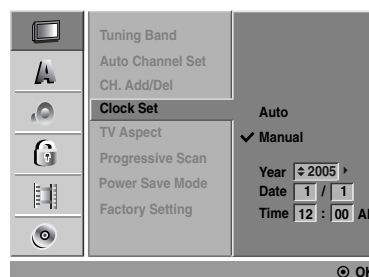 Tuning Band
Auto Channel Set
CH. Add/Del
Clock Set
Auto
TV Aspect
✔ Manual
Progressive Scan
Year 2005
Power Save Mode
Date 1 / 1
Factory Setting
Time 12 : 00